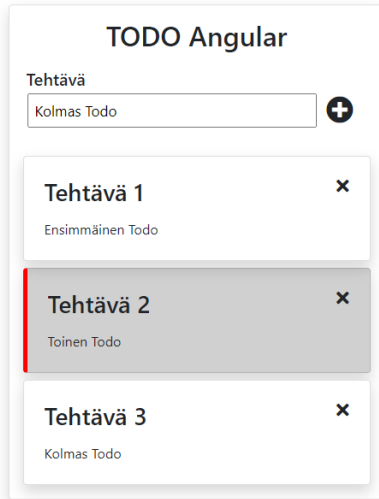 TODO Angular
Tehtävä
Kolmas Todo
Tehtävä 1
Ensimmäinen Todo
Tehtävä 2
Toinen Todo
Tehtävä 3
Kolmas Todo